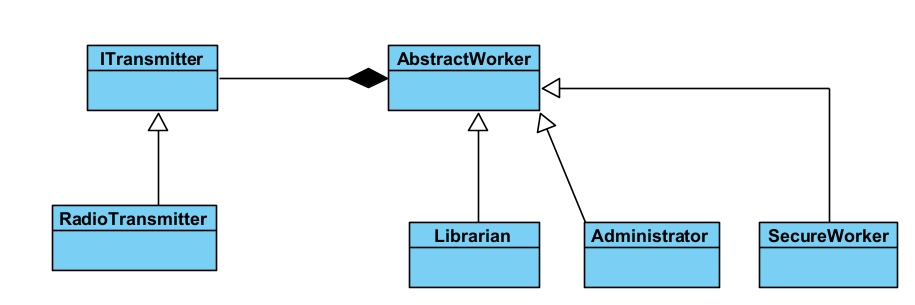 ITransmitter
AbstractWorker
RadioTransmitter
Librarian
Administrator
SecureWorker